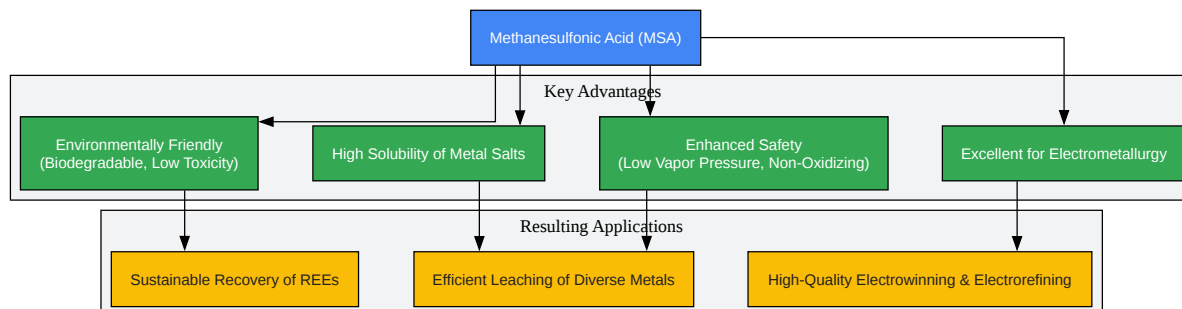 Methanesulfonic Acid (MSA)
Key Advantages
Environmentally Friendly
(Biodegradable, Low Toxicity)
High Solubility of Metal Salts
Enhanced Safety
(Low Vapor Pressure, Non-Oxidizing)
Excellent for Electrometallurgy
Resulting Applications
Sustainable Recovery of REEs
Efficient Leaching of Diverse Metals
High-Quality Electrowinning & Electrorefining